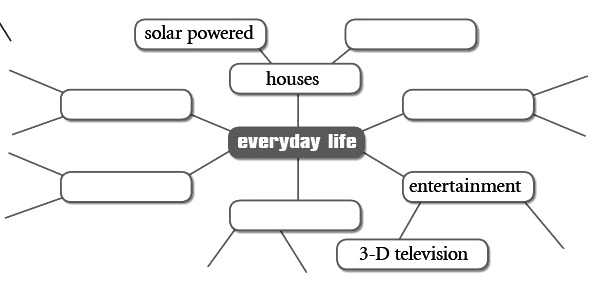 solar powered
houses
everyday life
entertainment
3-D television